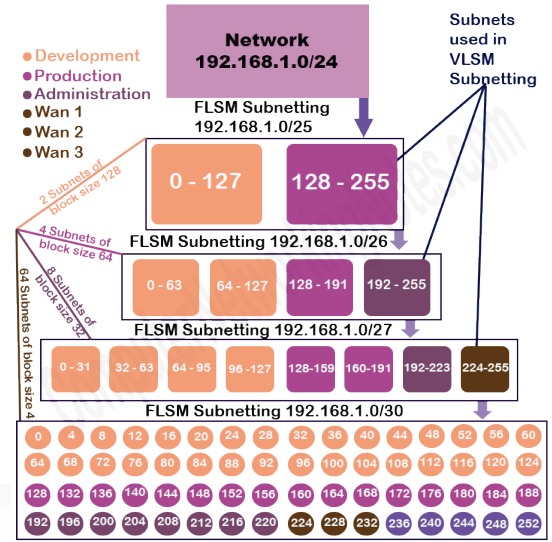 Network
192.168.1.0/24
Subnets
used in
VLSM
Subnetting
Development
Production
Administration
Wan 1
Wan 2
Wan 3
FLSM Subnetting
192.168.1.0/25
2 Subnets of
block size 128
0 - 127
128 - 255
FLSM Subnetting 192.168.1.0/26
4 Subnets of
block size 64
0 - 63
64 - 127
128 - 191
192 - 255
FLSM Subnetting 192.168.1.0/27
8 Subnets of
block size 32
0 - 31
32 - 63
64 - 95
96 -127
128-159
160-191
192-223
224-255
FLSM Subnetting 192.168.1.0/30
64 Subnets of block size 4
0 4 8 12 16 20 24 28 32 36 40 44 48 52 56 60
64 68 72 76 80 84 88 92 96 100 104 108 112 116 120 124
128 132 136 140 144 148 152 156 160 164 168 172 176 180 184 188
192 196 200 204 208 212 216 220 224 228 232 236 240 244 248 252
ComputerNetworkingNotes.com